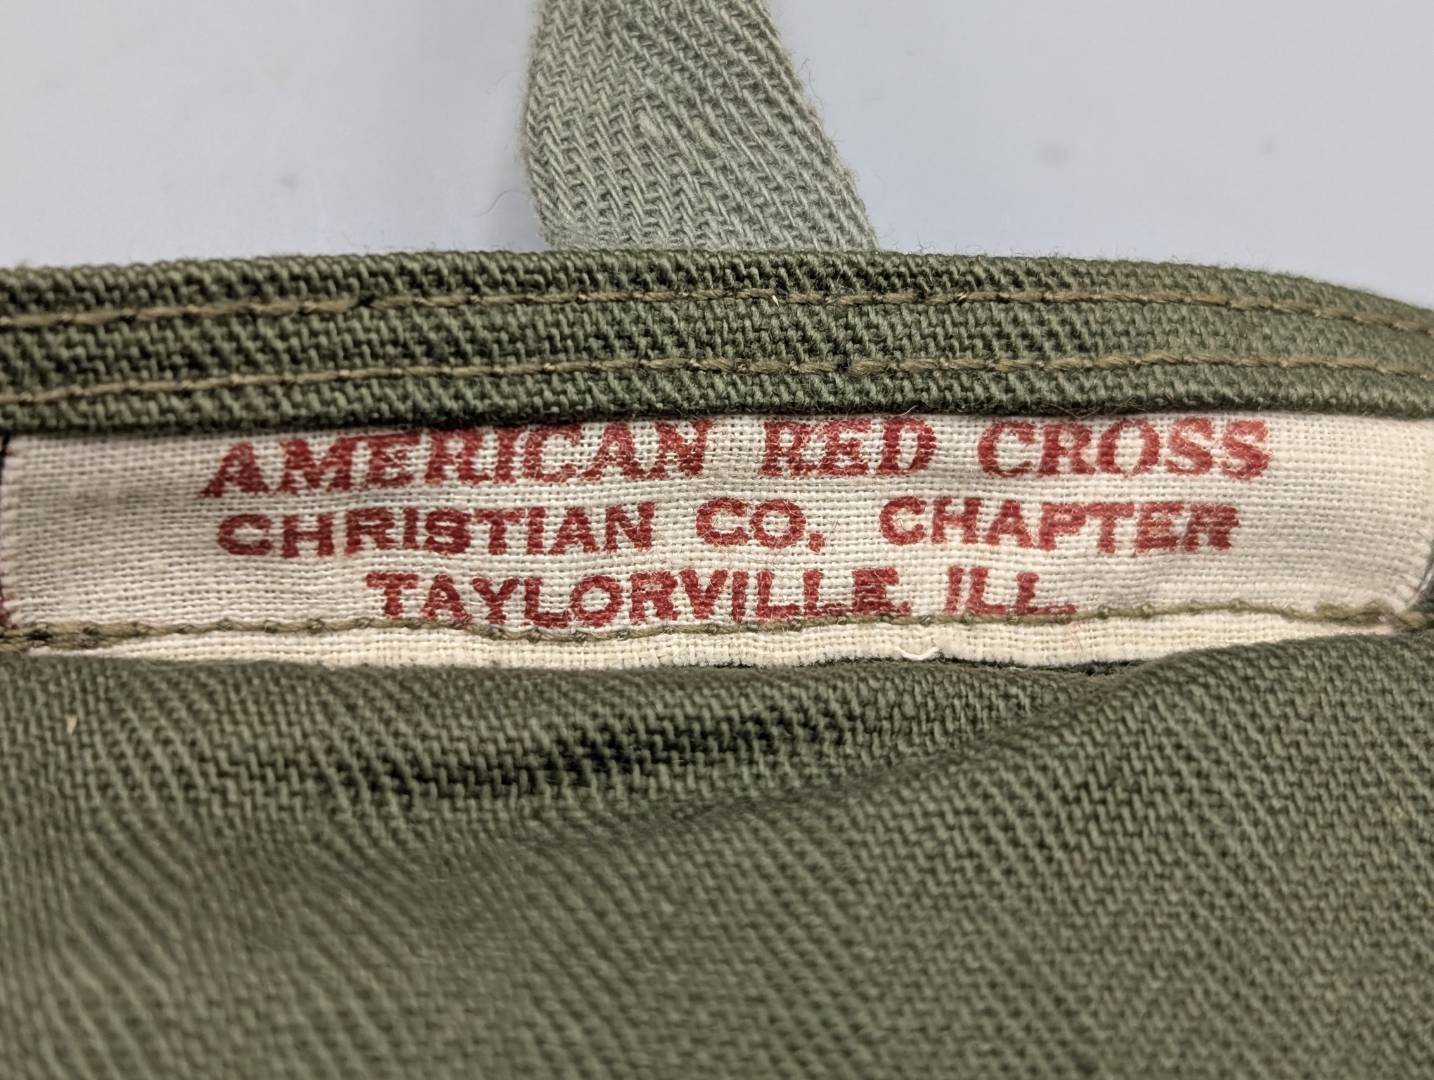 AMERICAN RED CROSS
CHRISTIAN CO. CHAPTER
TAYLORVILLE, ILL.